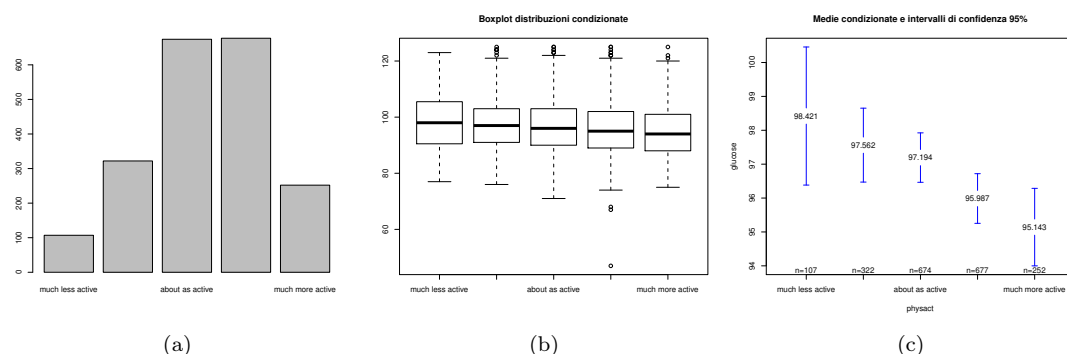 0 100 200 300 400 500 600
much less active about as active much more active
(a)
Boxplot distribuzioni condizionate
60 80 100 120
much less active about as active much more active
(b)
Medie condizionate e intervalli di confidenza 95%
glucose
94 95 96 97 98 99 100
98.421
97.562
97.194
95.987
95.143
n=107 n=322 n=674 n=677 n=252
much less active about as active much more active
physact
(c)